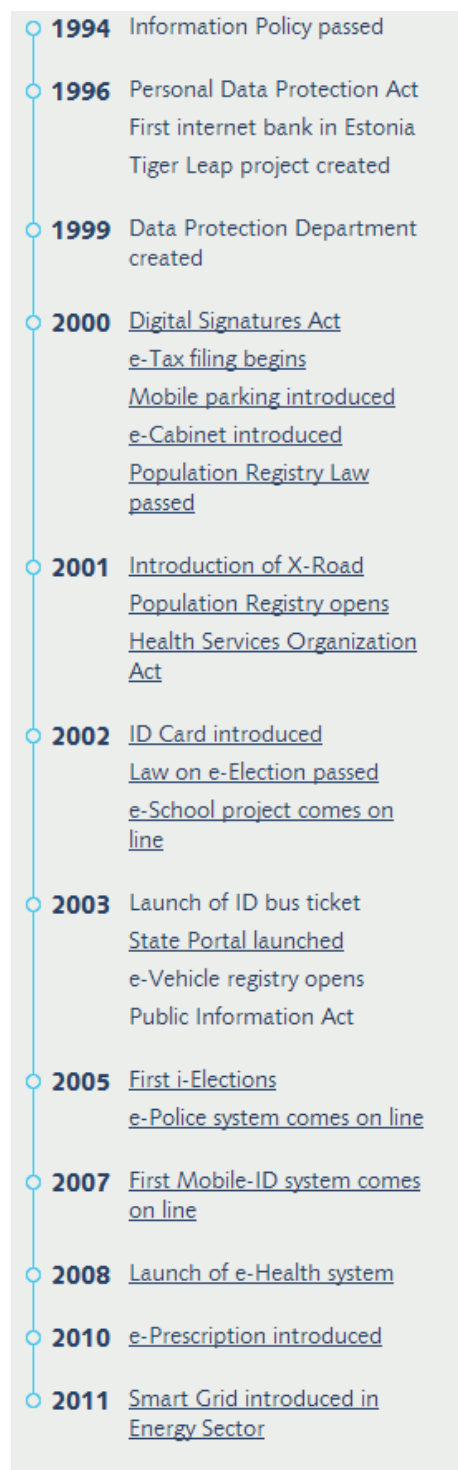 1994 Information Policy passed
1996 Personal Data Protection Act
First internet bank in Estonia
Tiger Leap project created
1999 Data Protection Department
created
2000 Digital Signatures Act
e-Tax filing begins
Mobile parking introduced
e-Cabinet introduced
Population Registry Law
passed
2001 Introduction of X-Road
Population Registry opens
Health Services Organization
Act
2002 ID Card introduced
Law on e-Election passed
e-School project comes on
line
2003 Launch of ID bus ticket
State Portal launched
e-Vehicle registry opens
Public Information Act
2005 First i-Elections
e-Police system comes on line
2007 First Mobile-ID system comes
on line
2008 Launch of e-Health system
2010 e-Prescription introduced
2011 Smart Grid introduced in
Energy Sector